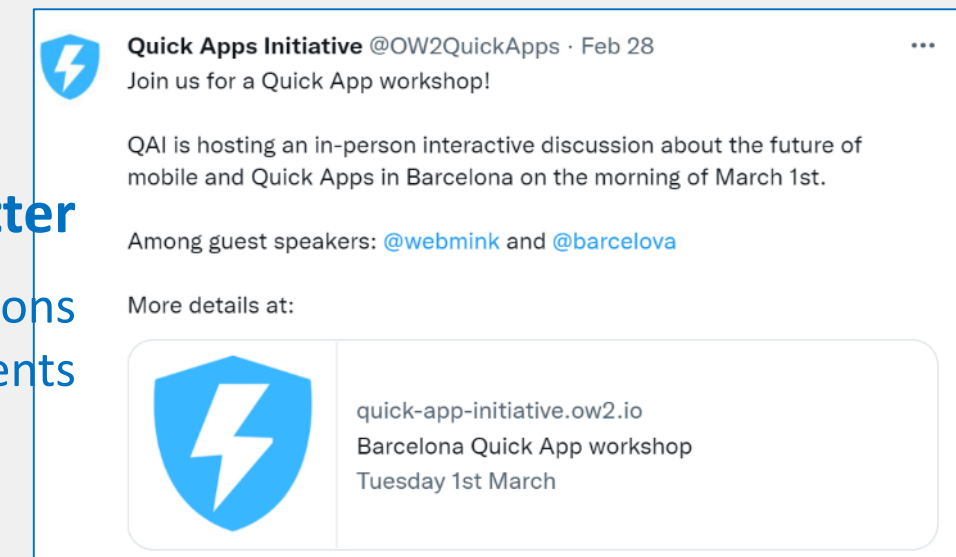 Quick Apps Initiative @OW2QuickApps · Feb 28
Join us for a Quick App workshop!
QAI is hosting an in-person interactive discussion about the future of
mobile and Quick Apps in Barcelona on the morning of March 1st.
Among guest speakers: @webmink and @barcelova
More details at:
quick-app-initiative.ow2.io
Barcelona Quick App workshop
Tuesday 1st March